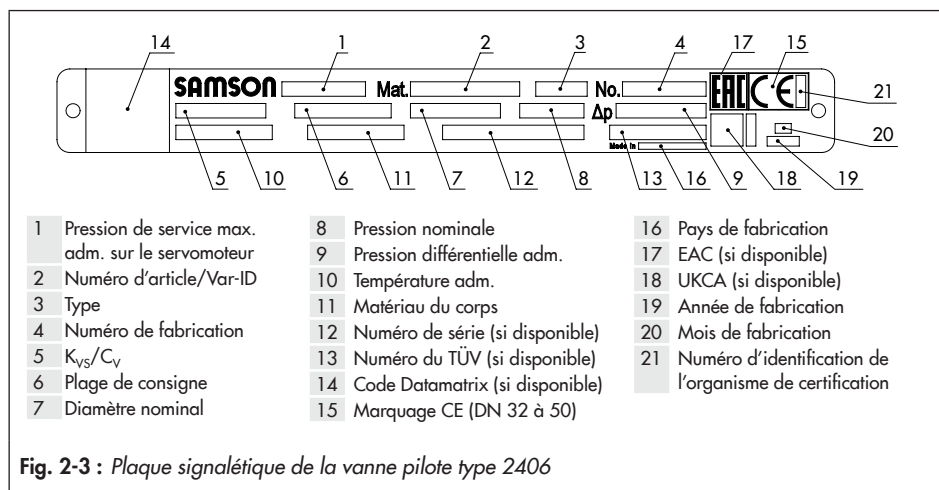 14 1 2 3 4 17 15
SAMSON Mat. No. EAC CE
21
Δp
20
Made in
5 10 6 11 7 12 8 13 16 9 18 19
1 Pression de service max.
adm. sur le servomoteur
2 Numéro d'article/Var-ID
3 Type
4 Numéro de fabrication
5 KVS/CV
6 Plage de consigne
7 Diamètre nominal
8 Pression nominale
9 Pression différentielle adm.
10 Température adm.
11 Matériau du corps
12 Numéro de série (si disponible)
13 Numéro du TÜV (si disponible)
14 Code Datamatrix (si disponible)
15 Marquage CE (DN 32 à 50)
16 Pays de fabrication
17 EAC (si disponible)
18 UKCA (si disponible)
19 Année de fabrication
20 Mois de fabrication
21 Numéro d'identification de
l'organisme de certification
Fig. 2-3 : Plaque signalétique de la vanne pilote type 2406